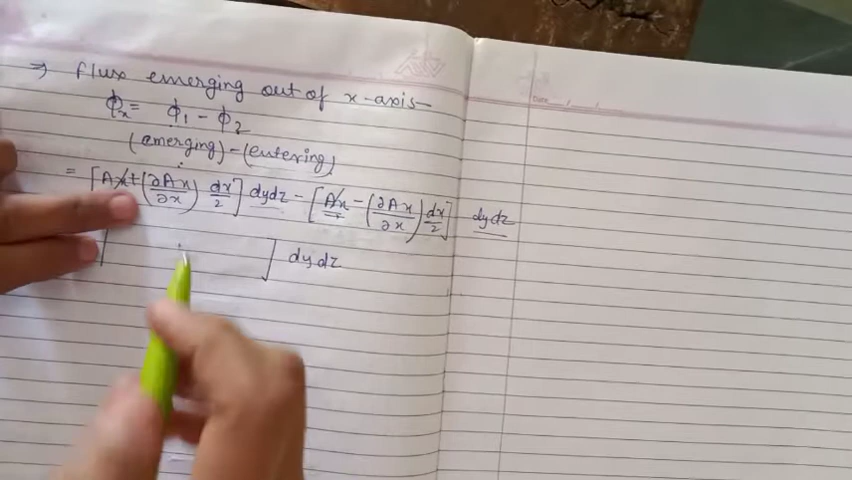 ⇒ flux emerging out of x-axis-
ϕx = ϕ1 - ϕ2
(emerging) - (entering)
= [Ax + (∂Ax/∂x) dx/2] dydz - [Ax - (∂Ax/∂x) dx/2] dydz
[ ] dydz
Date